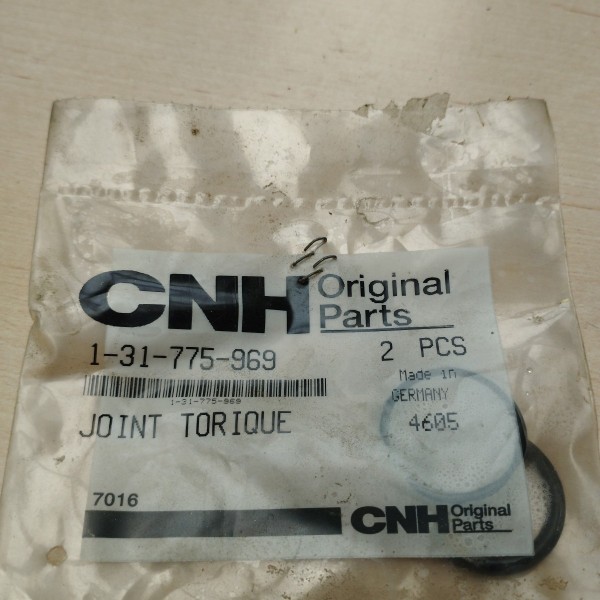 CNH Original Parts
1-31-775-969 2 PCS
1-31-775-969
Made in
GERMANY
JOINT TORIQUE 4605
7016
CNH Original Parts